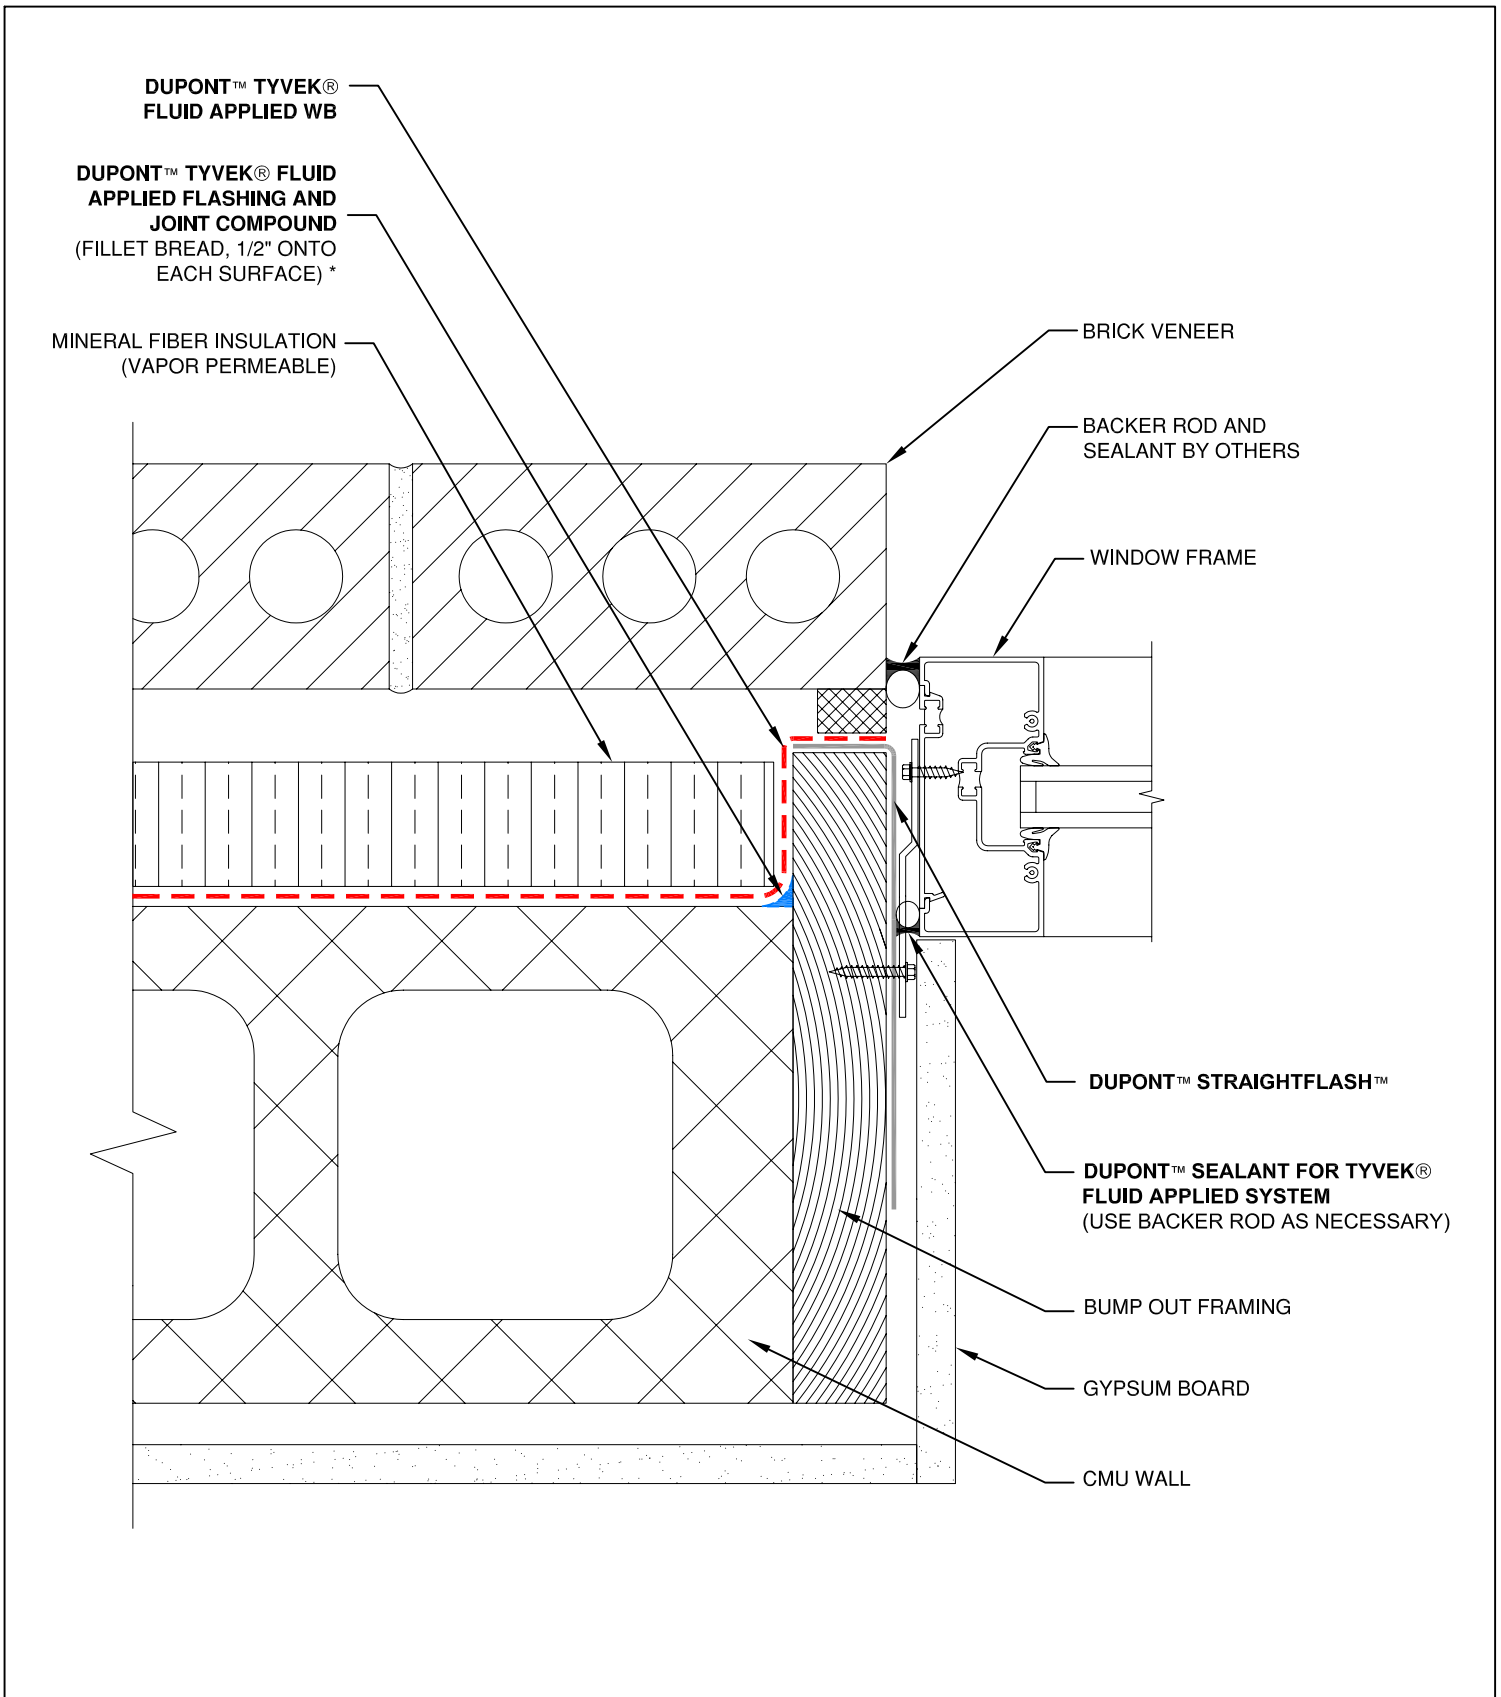 DUPONT™ TYVEK®
FLUID APPLIED WB
DUPONT™ TYVEK® FLUID
APPLIED FLASHING AND
JOINT COMPOUND
(FILLET BREAD, 1/2" ONTO
EACH SURFACE) *
MINERAL FIBER INSULATION
(VAPOR PERMEABLE)
BRICK VENEER
BACKER ROD AND
SEALANT BY OTHERS
WINDOW FRAME
DUPONT™ STRAIGHTFLASH™
DUPONT™ SEALANT FOR TYVEK®
FLUID APPLIED SYSTEM
(USE BACKER ROD AS NECESSARY)
BUMP OUT FRAMING
GYPSUM BOARD
CMU WALL